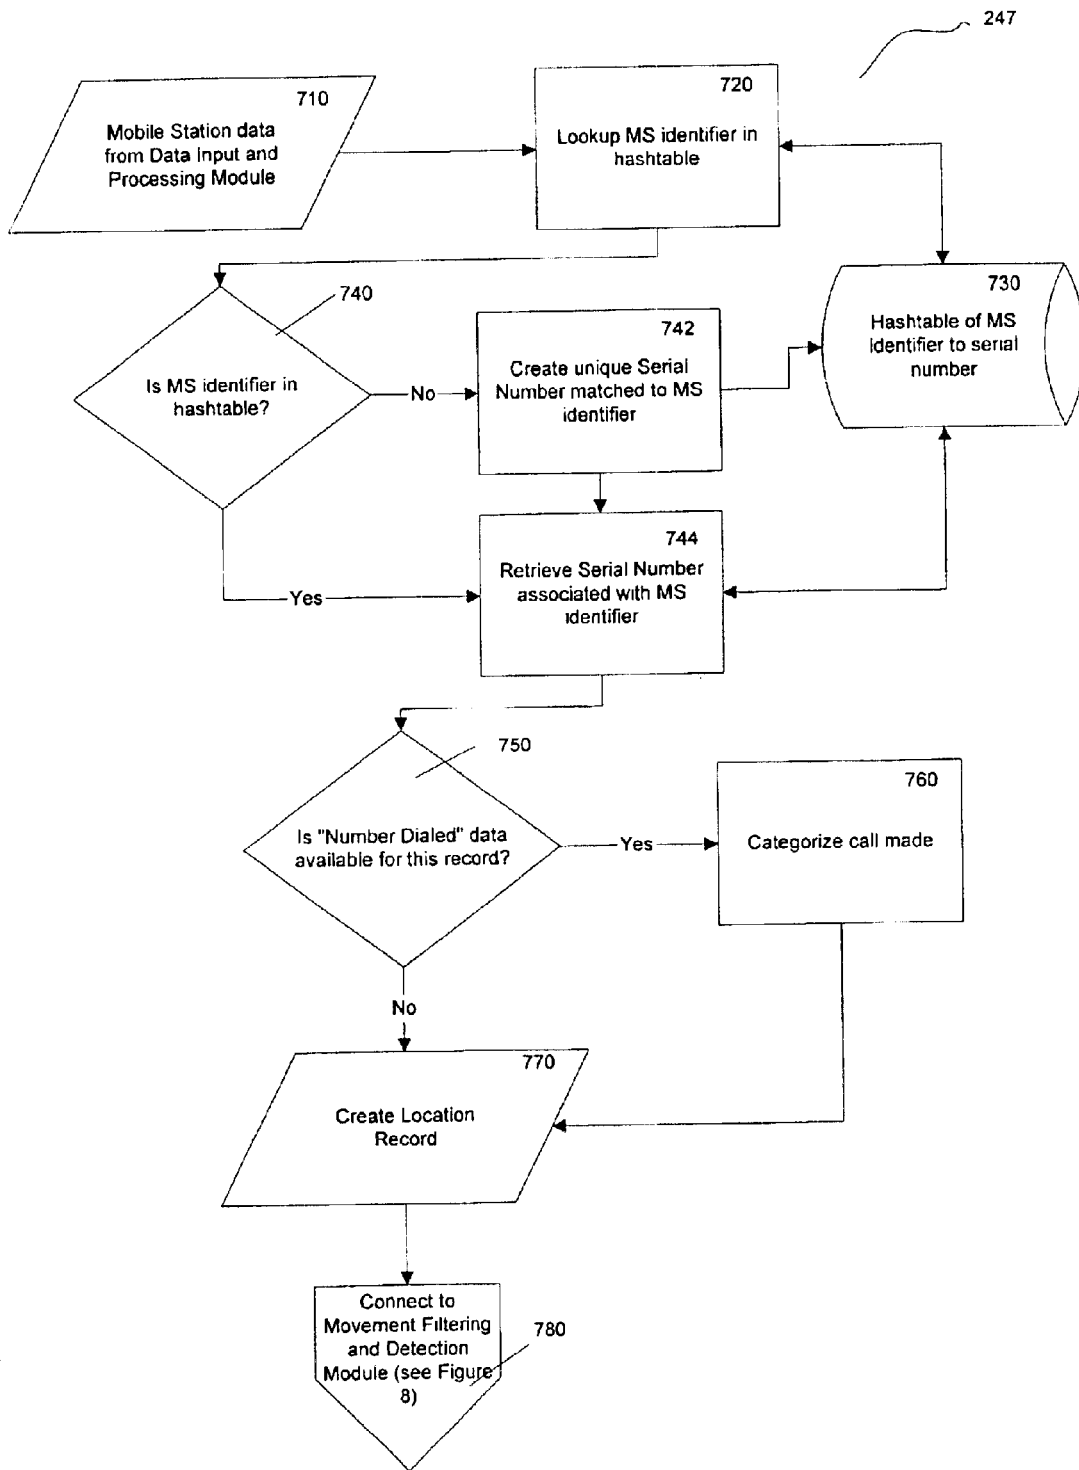 247
710
Mobile Station data
from Data Input and
Processing Module
720
Lookup MS identifier in
hashtable
730
Hashtable of MS
Identifier to serial
number
740
Is MS identifier in
hashtable?
No
742
Create unique Serial
Number matched to MS
identifier
Yes
744
Retrieve Serial Number
associated with MS
identifier
750
Is "Number Dialed" data
available for this record?
Yes
760
Categorize call made
No
770
Create Location
Record
Connect to
Movement Filtering
and Detection
Module (see Figure
8)
780